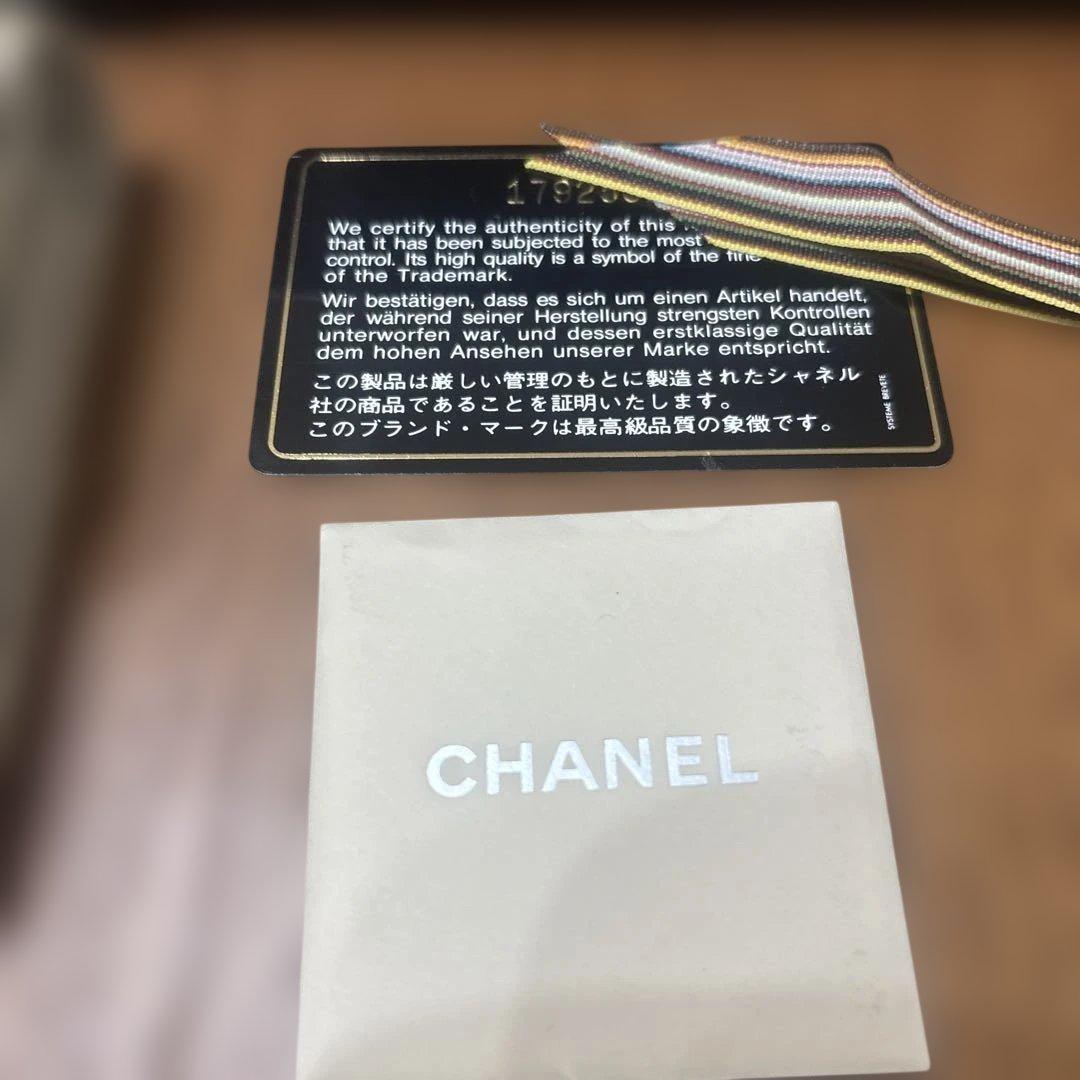 We certify the authenticity of this
that it has been subjected to the most
control. Its high quality is a symbol of the fine
of the Trademark.
Wir bestätigen, dass es sich um einen Artikel handelt,
der während seiner Herstellung strengsten Kontrollen
unterworfen war, und dessen erstklassige Qualität
dem hohen Ansehen unserer Marke entspricht.
この製品は厳しい管理のもとに製造されたシャネル
社の商品であることを証明いたします。
このブランド・マークは最高級品質の象徴です。
SYSTEME BREVETE
CHANEL